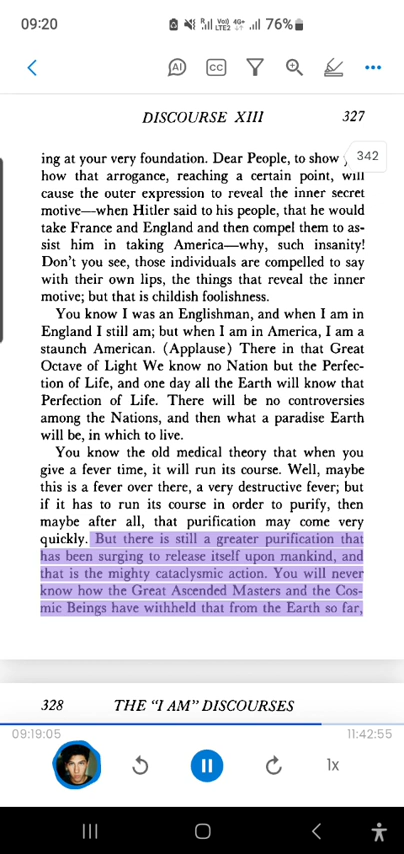 09:20
VoI) 4G+
LTE2
76%
AI
CC
DISCOURSE XIII 327
342
ing at your very foundation. Dear People, to show
how that arrogance, reaching a certain point, will
cause the outer expression to reveal the inner secret
motive—when Hitler said to his people, that he would
take France and England and then compel them to as-
sist him in taking America—why, such insanity!
Don't you see, those individuals are compelled to say
with their own lips, the things that reveal the inner
motive; but that is childish foolishness.
You know I was an Englishman, and when I am in
England I still am; but when I am in America, I am a
staunch American. (Applause) There in that Great
Octave of Light We know no Nation but the Perfec-
tion of Life, and one day all the Earth will know that
Perfection of Life. There will be no controversies
among the Nations, and then what a paradise Earth
will be, in which to live.
You know the old medical theory that when you
give a fever time, it will run its course. Well, maybe
this is a fever over there, a very destructive fever; but
if it has to run its course in order to purify, then
maybe after all, that purification may come very
quickly. But there is still a greater purification that
has been surging to release itself upon mankind, and
that is the mighty cataclysmic action. You will never
know how the Great Ascended Masters and the Cos-
mic Beings have withheld that from the Earth so far,
328 THE "I AM" DISCOURSES
09:19:05 11:42:55
1x